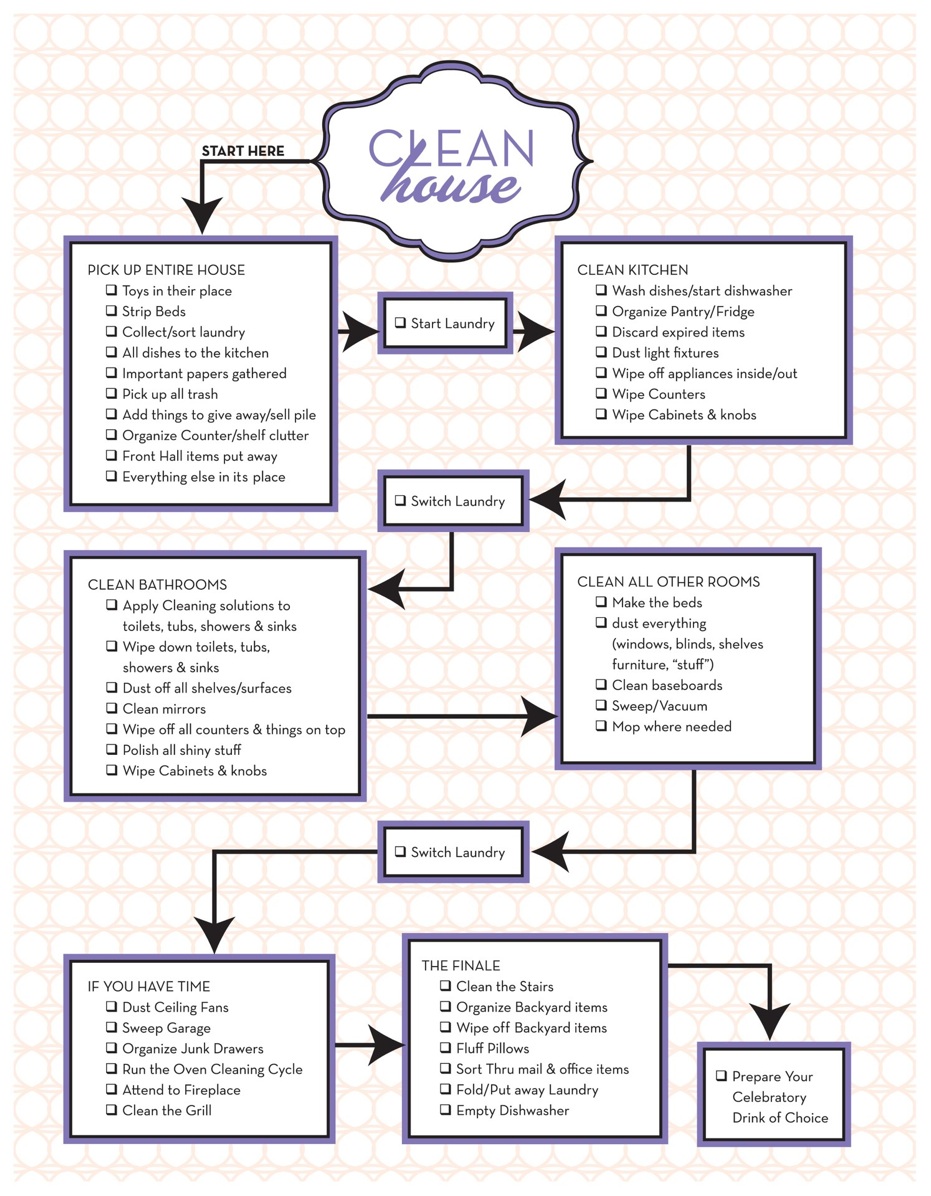 CLEAN
house
START HERE
PICK UP ENTIRE HOUSE
❑ Toys in their place
❑ Strip Beds
❑ Collect/sort laundry
❑ All dishes to the kitchen
❑ Important papers gathered
❑ Pick up all trash
❑ Add things to give away/sell pile
❑ Organize Counter/shelf clutter
❑ Front Hall items put away
❑ Everything else in its place
❑ Start Laundry
CLEAN KITCHEN
❑ Wash dishes/start dishwasher
❑ Organize Pantry/Fridge
❑ Discard expired items
❑ Dust light fixtures
❑ Wipe off appliances inside/out
❑ Wipe Counters
❑ Wipe Cabinets & knobs
❑ Switch Laundry
CLEAN BATHROOMS
❑ Apply Cleaning solutions to
toilets, tubs, showers & sinks
❑ Wipe down toilets, tubs,
showers & sinks
❑ Dust off all shelves/surfaces
❑ Clean mirrors
❑ Wipe off all counters & things on top
❑ Polish all shiny stuff
❑ Wipe Cabinets & knobs
CLEAN ALL OTHER ROOMS
❑ Make the beds
❑ dust everything
(windows, blinds, shelves
furniture, “stuff”)
❑ Clean baseboards
❑ Sweep/Vacuum
❑ Mop where needed
❑ Switch Laundry
IF YOU HAVE TIME
❑ Dust Ceiling Fans
❑ Sweep Garage
❑ Organize Junk Drawers
❑ Run the Oven Cleaning Cycle
❑ Attend to Fireplace
❑ Clean the Grill
THE FINALE
❑ Clean the Stairs
❑ Organize Backyard items
❑ Wipe off Backyard items
❑ Fluff Pillows
❑ Sort Thru mail & office items
❑ Fold/Put away Laundry
❑ Empty Dishwasher
❑ Prepare Your
Celebratory
Drink of Choice